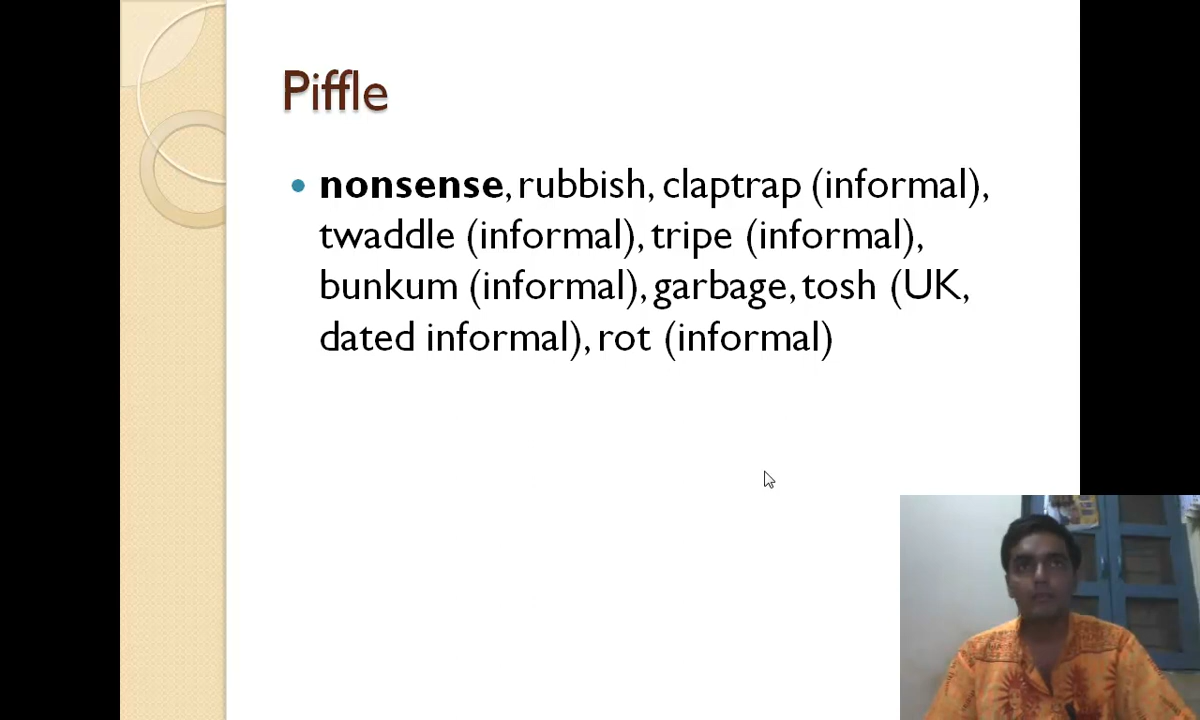 Piffle
nonsense, rubbish, claptrap (informal),
twaddle (informal), tripe (informal),
bunkum (informal), garbage, tosh (UK,
dated informal), rot (informal)